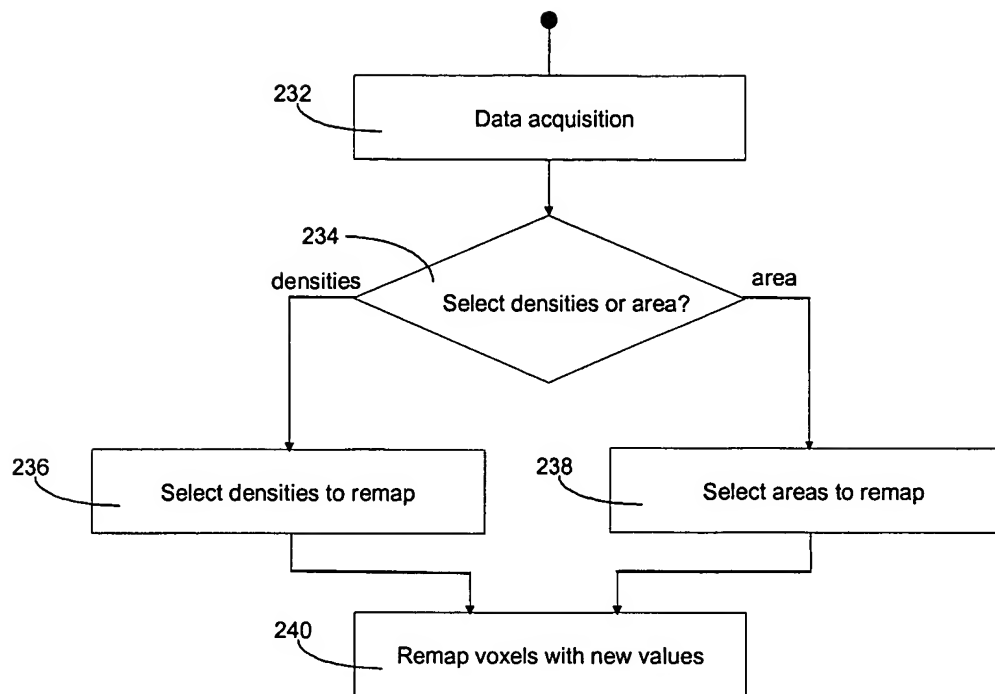 232
Data acquisition
234
densities
area
Select densities or area?
236
Select densities to remap
238
Select areas to remap
240
Remap voxels with new values